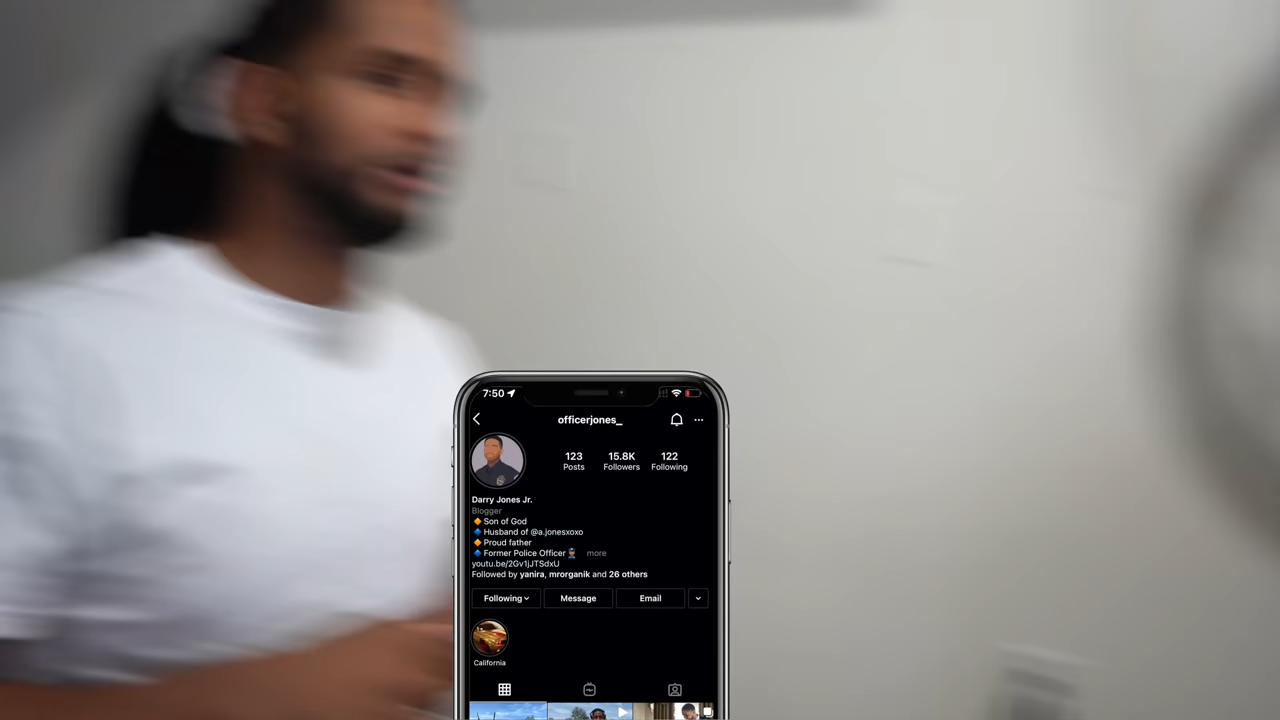 7:50
officerjones_
123 15.8K 122
Posts Followers Following
Darry Jones Jr.
Blogger
🔶Son of God
🔷Husband of @a.jonesxoxo
🔶Proud father
🔷Former Police Officer👮🏽‍♂️ more
youtu.be/2Gv1jJTSdxU
Followed by yanira, mrorganik and 26 others
Following Message Email
California